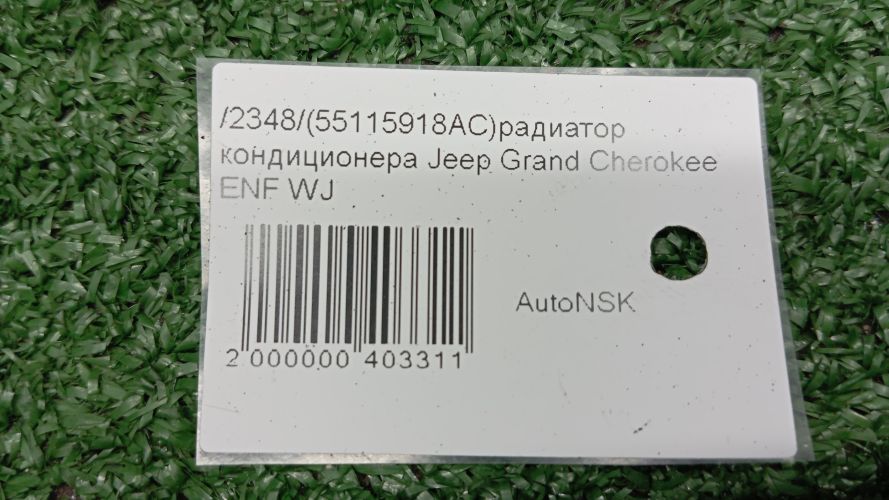 /2348/(55115918AC)радиатор
кондиционера Jeep Grand Cherokee
ENF WJ
AutoNSK
2 000000 403311